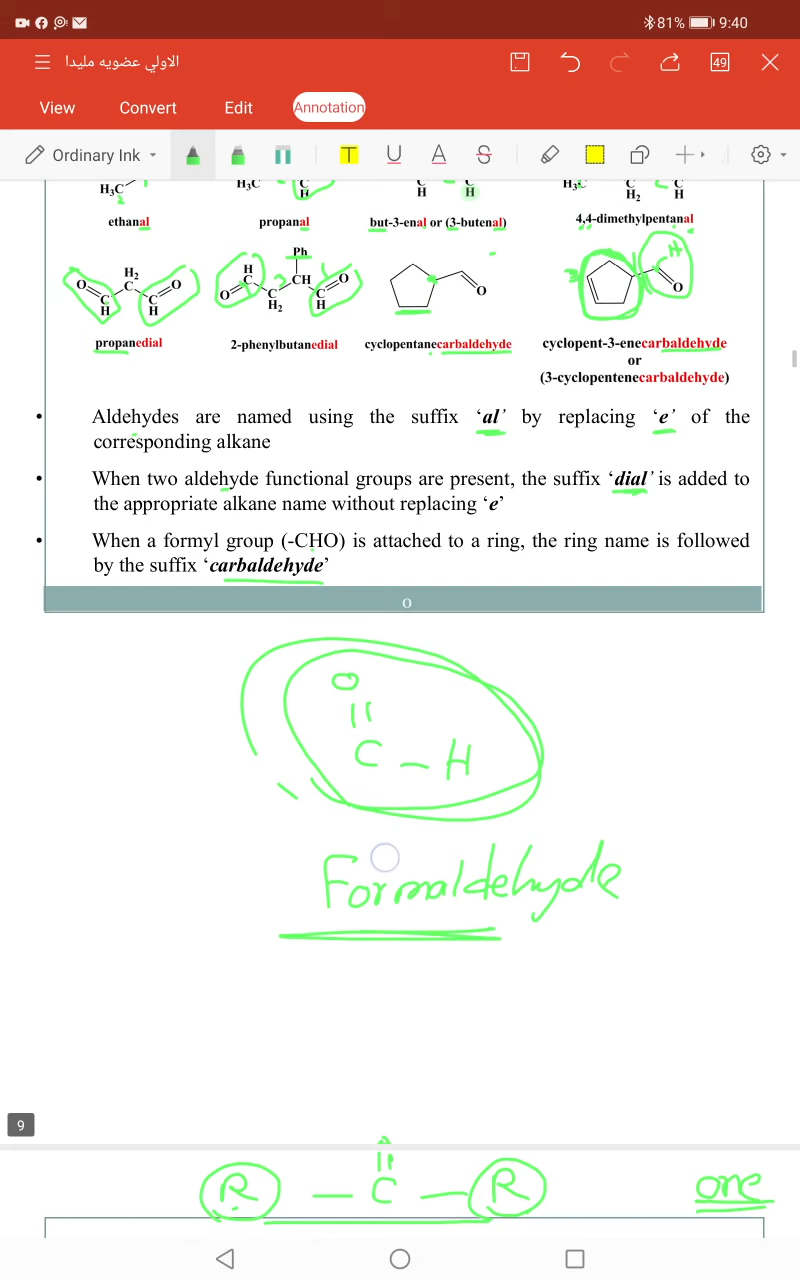 81% 9:40
الاولي عضويه مليدا 49
View Convert Edit Annotation
Ordinary Ink T U A S
H₃C H₃C C H C H C H H₃C C H₂ C H
ethanal propanal but-3-enal or (3-butenal) 4,4-dimethylpentanal
O C H H₂ C C H O O H C C H₂ Ph CH C H O O C H O
propanedial 2-phenylbutanedial cyclopentanecarbaldehyde cyclopent-3-enecarbaldehyde
or
(3-cyclopentenecarbaldehyde)
• Aldehydes are named using the suffix ‘al’ by replacing ‘e’ of the
corresponding alkane
• When two aldehyde functional groups are present, the suffix ‘dial’ is added to
the appropriate alkane name without replacing ‘e’
• When a formyl group (-CHO) is attached to a ring, the ring name is followed
by the suffix ‘carbaldehyde’
O
C - H
Formaldehyde
9
R - C - R one